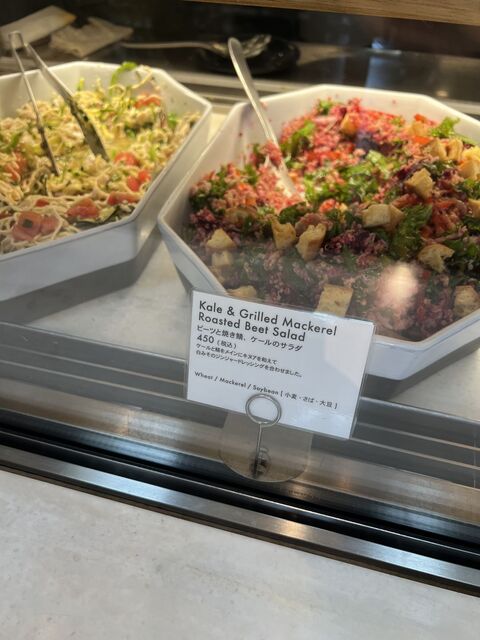 Kale & Grilled Mackerel
Roasted Beet Salad
ビーツと焼き鯖、ケールのサラダ
450 (税込)
ケールと鯖をメインにキヌアを和えて
白みそのジンジャードレッシングを合わせました。
Wheat / Mackerel / Soybean [ 小麦・さば・大豆 ]